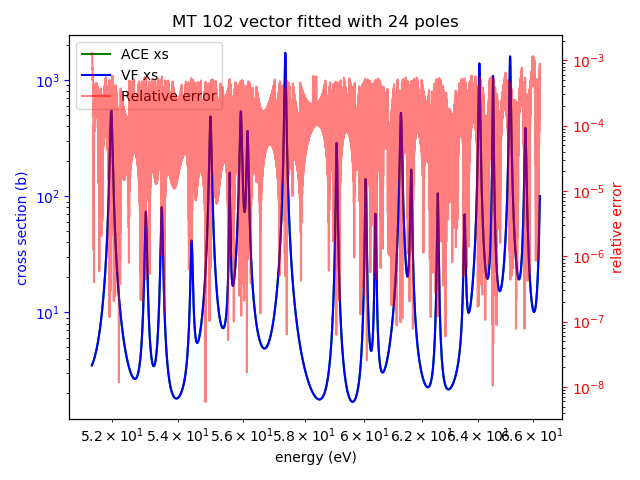 MT 102 vector fitted with 24 poles
ACE xs
VF xs
Relative error
10³
10²
10¹
cross section (b)
10⁻³
10⁻⁴
10⁻⁵
10⁻⁶
10⁻⁷
10⁻⁸
relative error
5.2 × 10¹ 5.4 × 10¹ 5.6 × 10¹ 5.8 × 10¹ 6 × 10¹ 6.2 × 10¹ 6.4 × 10¹ 6.6 × 10¹
energy (eV)